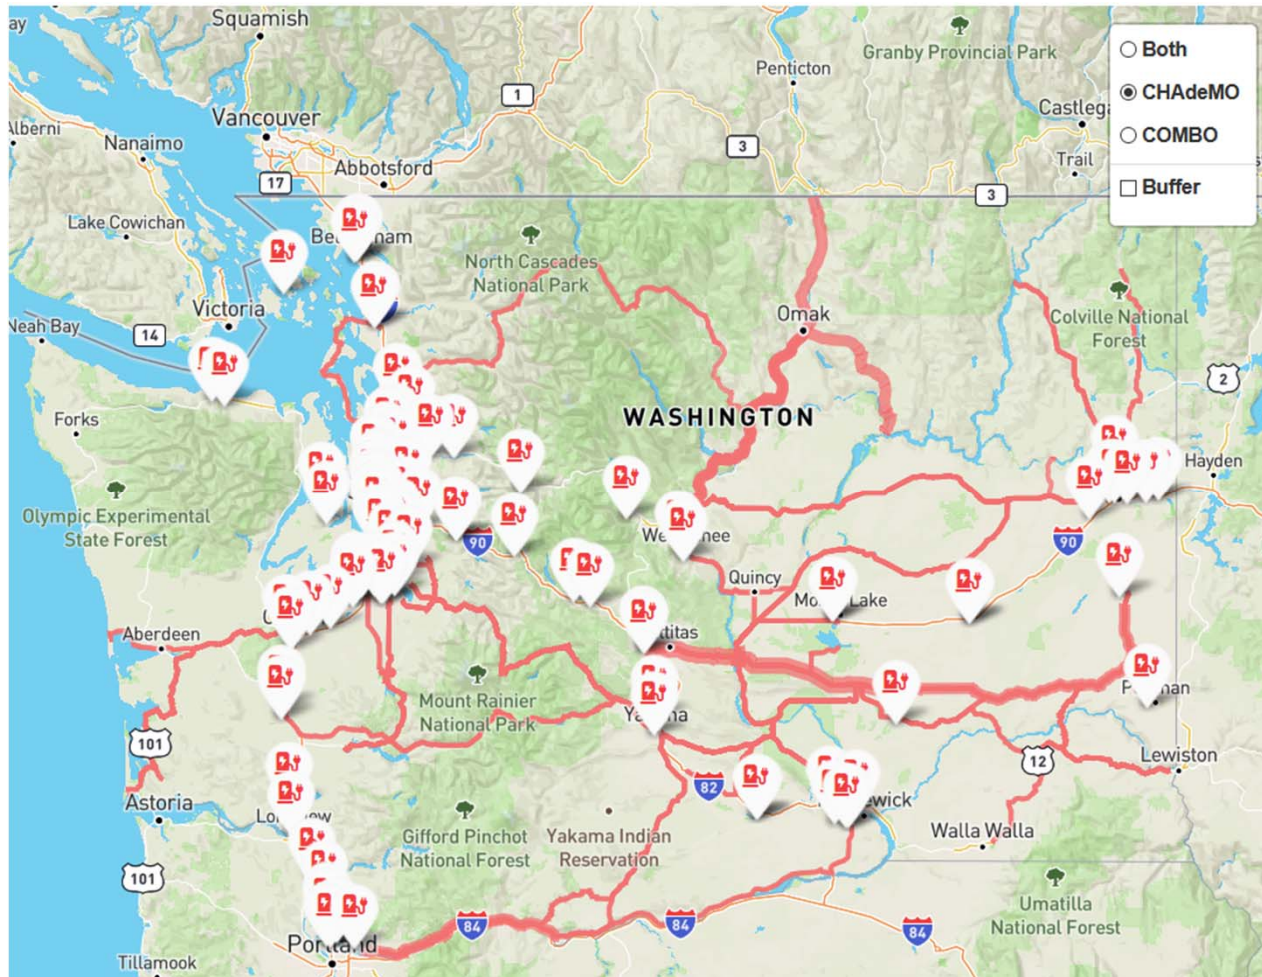 Squamish
Granby Provincial Park
Both
Penticton
CHAdeMO
1
Castleg
Vancouver
Alberni
COMBO
Nanaimo
3
Abbotsford
Trail
17
Buffer
3
Lake Cowichan
North Cascades
National Park
Victoria
Omak
Colville National
Forest
Neah Bay
14
2
WASHINGTON
Forks
Hayden
Olympic Experimental
State Forest
90
90
Quincy
Aberdeen
Mount Rainier
National Park
101
12
Lewiston
82
Astoria
Gifford Pinchot
National Forest
Yakama Indian
Reservation
Walla Walla
101
Umatilla
National Forest
84
84
84
Portland
Tillamook